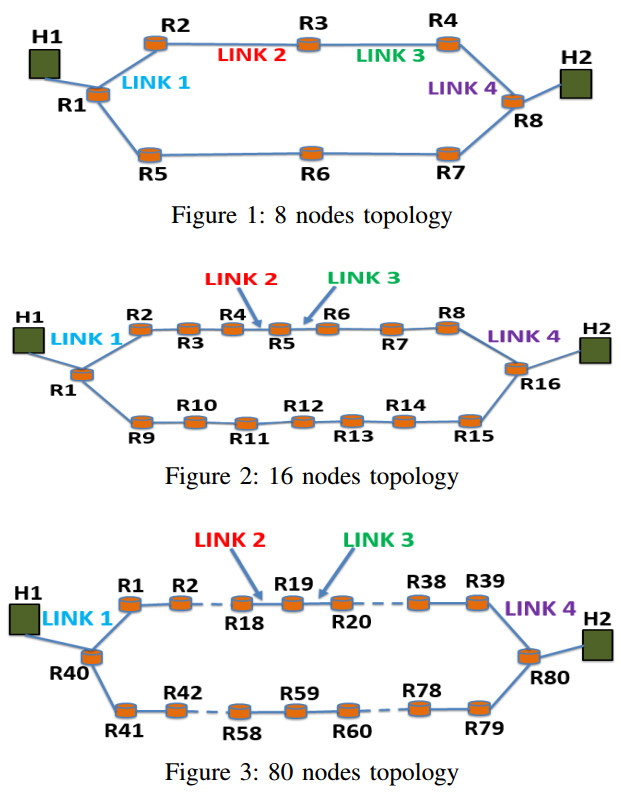 R2 R3 R4
H1 LINK 2 LINK 3 H2
LINK 1 LINK 4
R1 R8
R5 R6 R7
Figure 1: 8 nodes topology
LINK 2 LINK 3
H1 R2 R4 R6 R8 H2
LINK 1 R3 R5 R7 LINK 4
R1 R16
R10 R12 R14
R9 R11 R13 R15
Figure 2: 16 nodes topology
LINK 2 LINK 3
H1 R1 R2 R19 R38 R39
LINK 1 R18 R20 LINK 4 H2
R40 R80
R42 R59 R78
R41 R58 R60 R79
Figure 3: 80 nodes topology